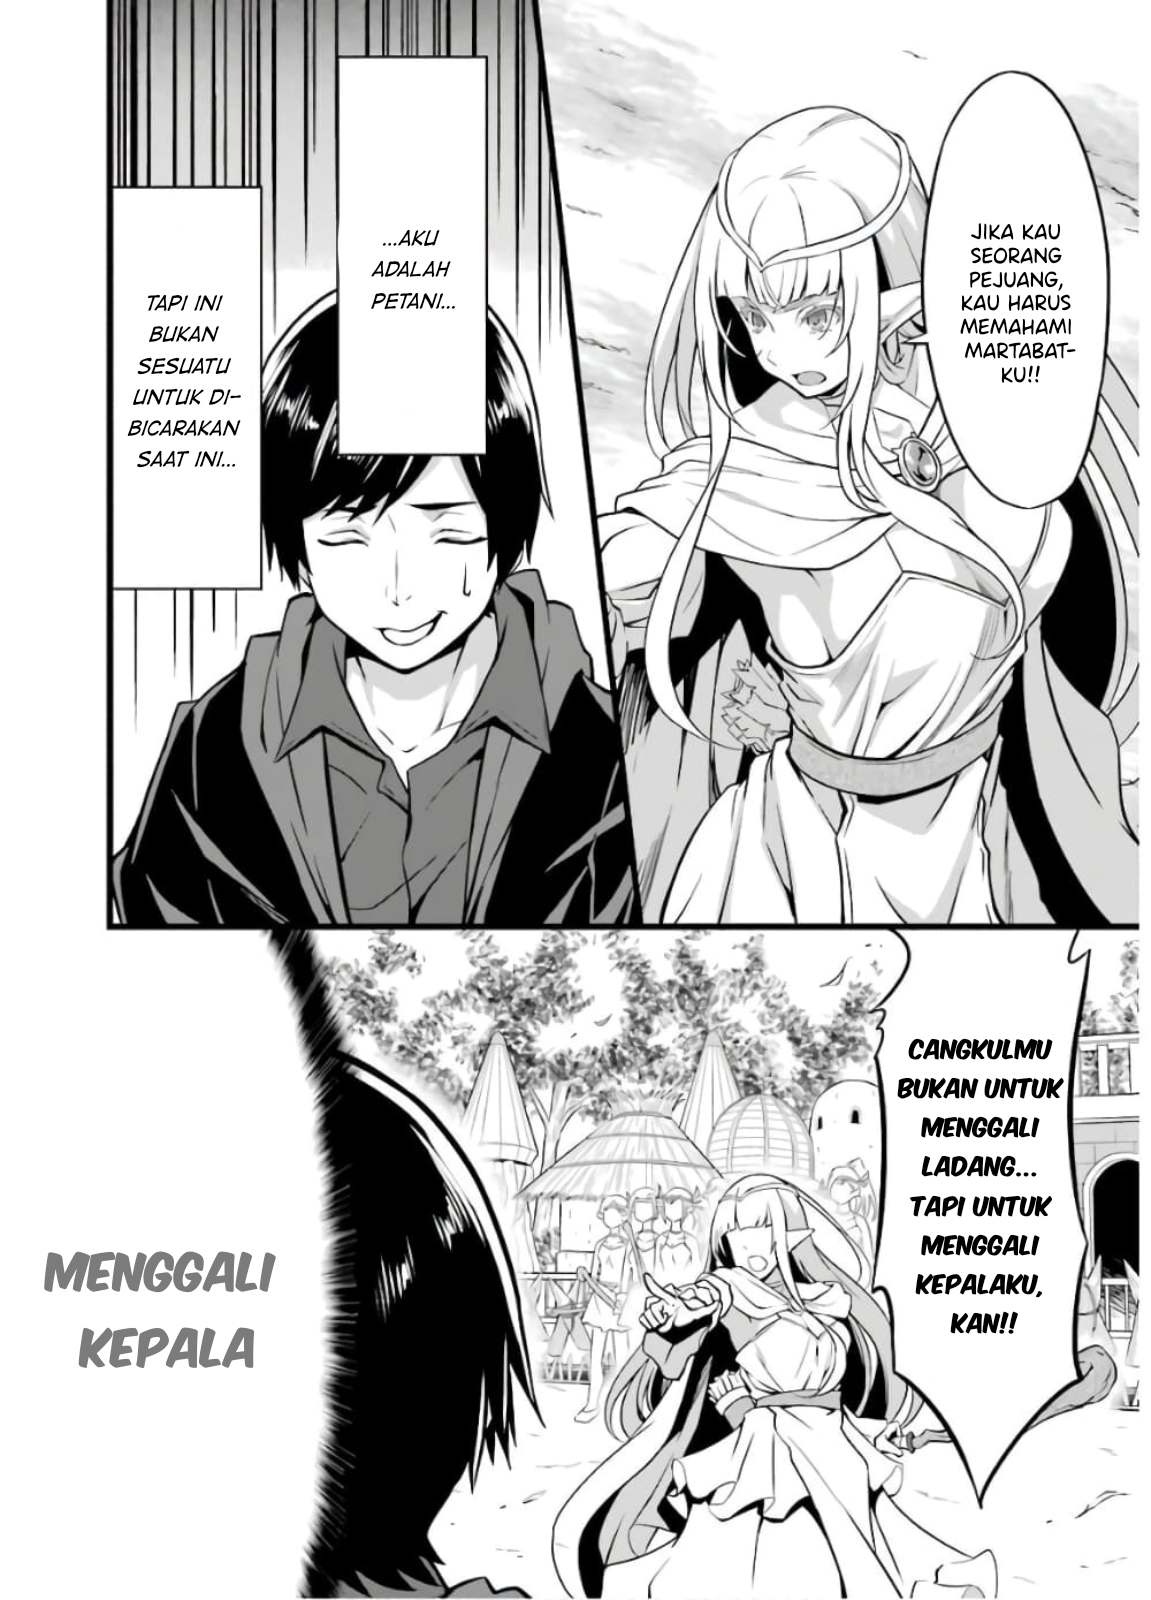 JIKA KAU
SEORANG
PEJUANG,
KAU HARUS
MEMAHAMI
MARTABAT-
KU!!
...AKU
ADALAH
PETANI...
TAPI INI
BUKAN
SESUATU
UNTUK DI-
BICARAKAN
SAAT INI...
CANGKULMU
BUKAN UNTUK
MENGGALI
LADANG...
TAPI UNTUK
MENGGALI
KEPALAKU,
KAN!!
MENGGALI
KEPALA